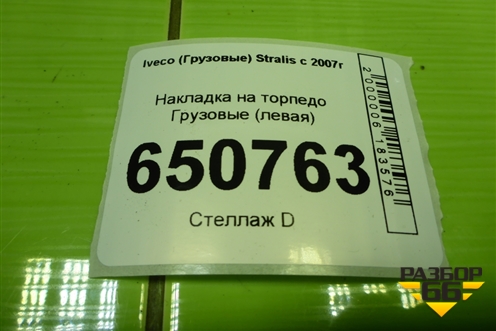 Iveco (Грузовые) Stralis с 2007г
Накладка на торпедо
Грузовые (левая)
650763
Стеллаж D
2000006183576
РАЗБОР
66